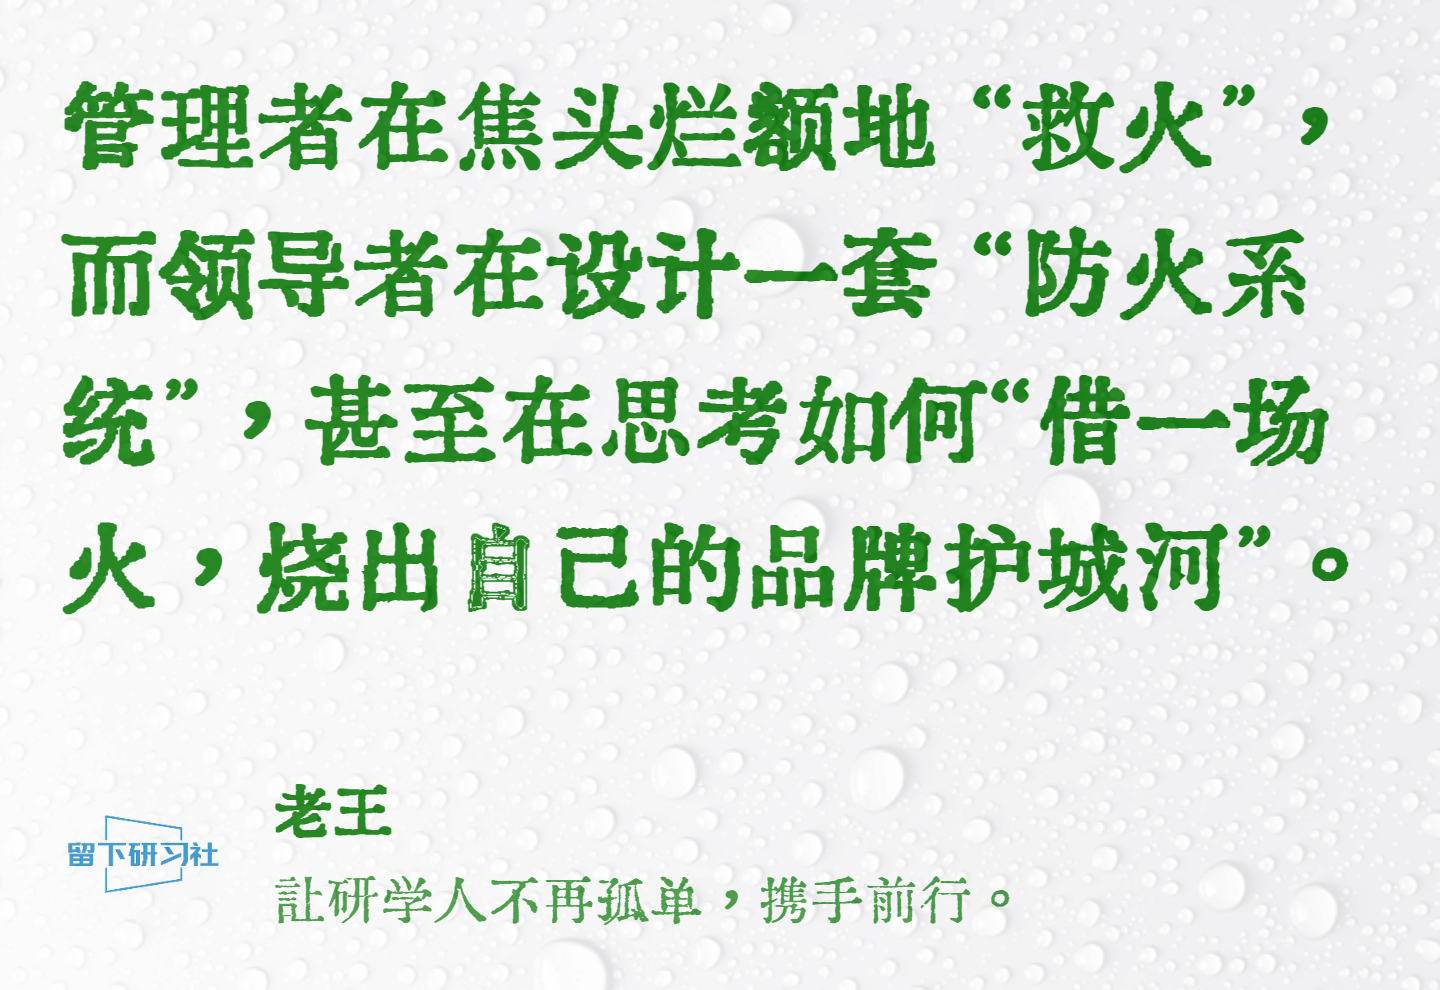 管理者在焦头烂额地“救火”，
而领导者在设计一套“防火系
统”，甚至在思考如何“借一场
火，烧出自己的品牌护城河”。
老王
留下研习社
让研学人不再孤单，携手前行。